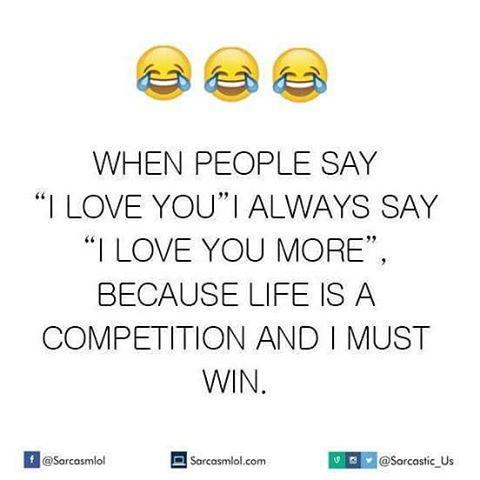 WHEN PEOPLE SAY
“I LOVE YOU”I ALWAYS SAY
“I LOVE YOU MORE”,
BECAUSE LIFE IS A
COMPETITION AND I MUST
WIN.
@Sarcasmlol Sarcasmlol.com @Sarcastic_Us